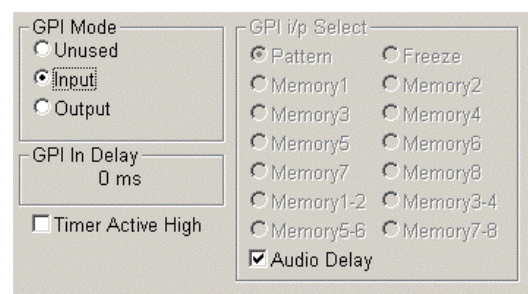 GPI Mode
Unused
Input
Output
GPI In Delay
0 ms
Timer Active High
GPI i/p Select
Pattern Freeze
Memory1 Memory2
Memory3 Memory4
Memory5 Memory6
Memory7 Memory8
Memory1-2 Memory3-4
Memory5-6 Memory7-8
Audio Delay